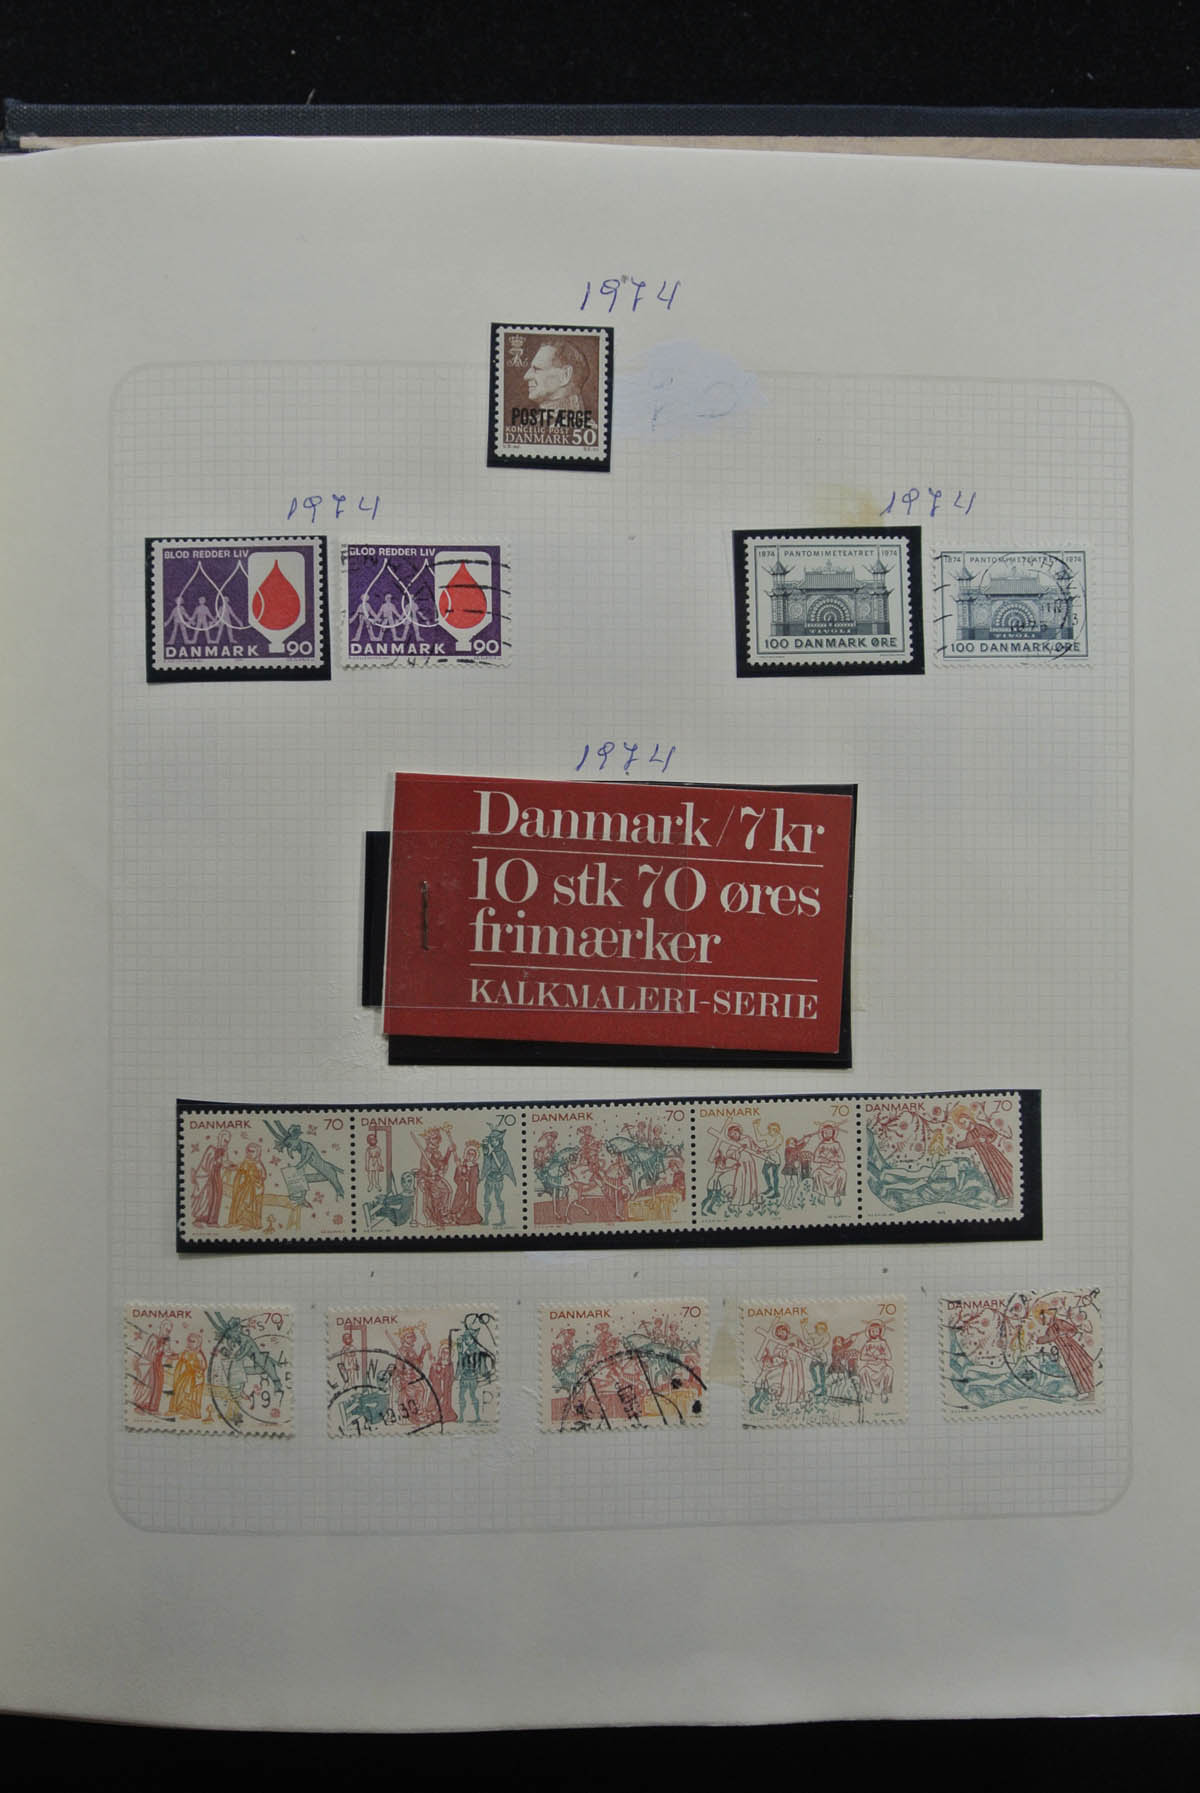 1974
POSTFÆRGE
KONGELIG POST
DANMARK 50
1974
1974
BLOD REDDER LIV
DANMARK 90
BLOD REDDER LIV
DANMARK 90
1874 PANTOMIMETEATRET 1974
TIVOLI
100 DANMARK ØRE
1874 PANTOMIMETEATRET
TIVOLI
100 DANMARK ØRE
1974
Danmark/7kr
10 stk 70 øres
frimærker
KALKMALERI-SERIE
DANMARK 70
DANMARK 70
DANMARK 70
DANMARK 70
DANMARK 70
DANMARK 70
DANMARK 70
DANMARK 70
DANMARK 70
DANMARK 70